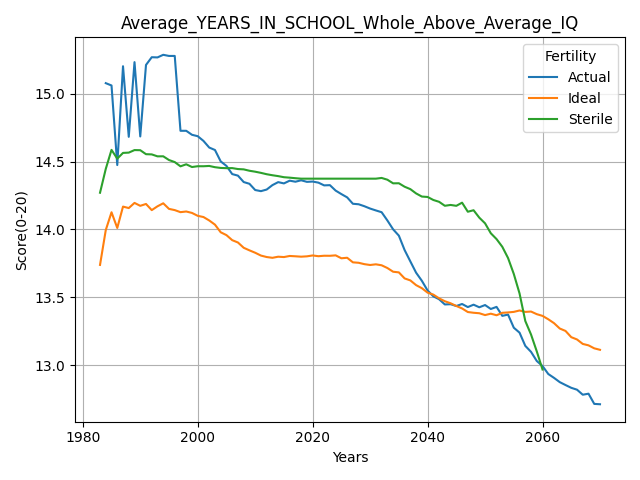 Average_YEARS_IN_SCHOOL_Whole_Above_Average_IQ
Fertility
Actual
Ideal
Sterile
Score(0-20)
15.0
14.5
14.0
13.5
13.0
1980 2000 2020 2040 2060
Years